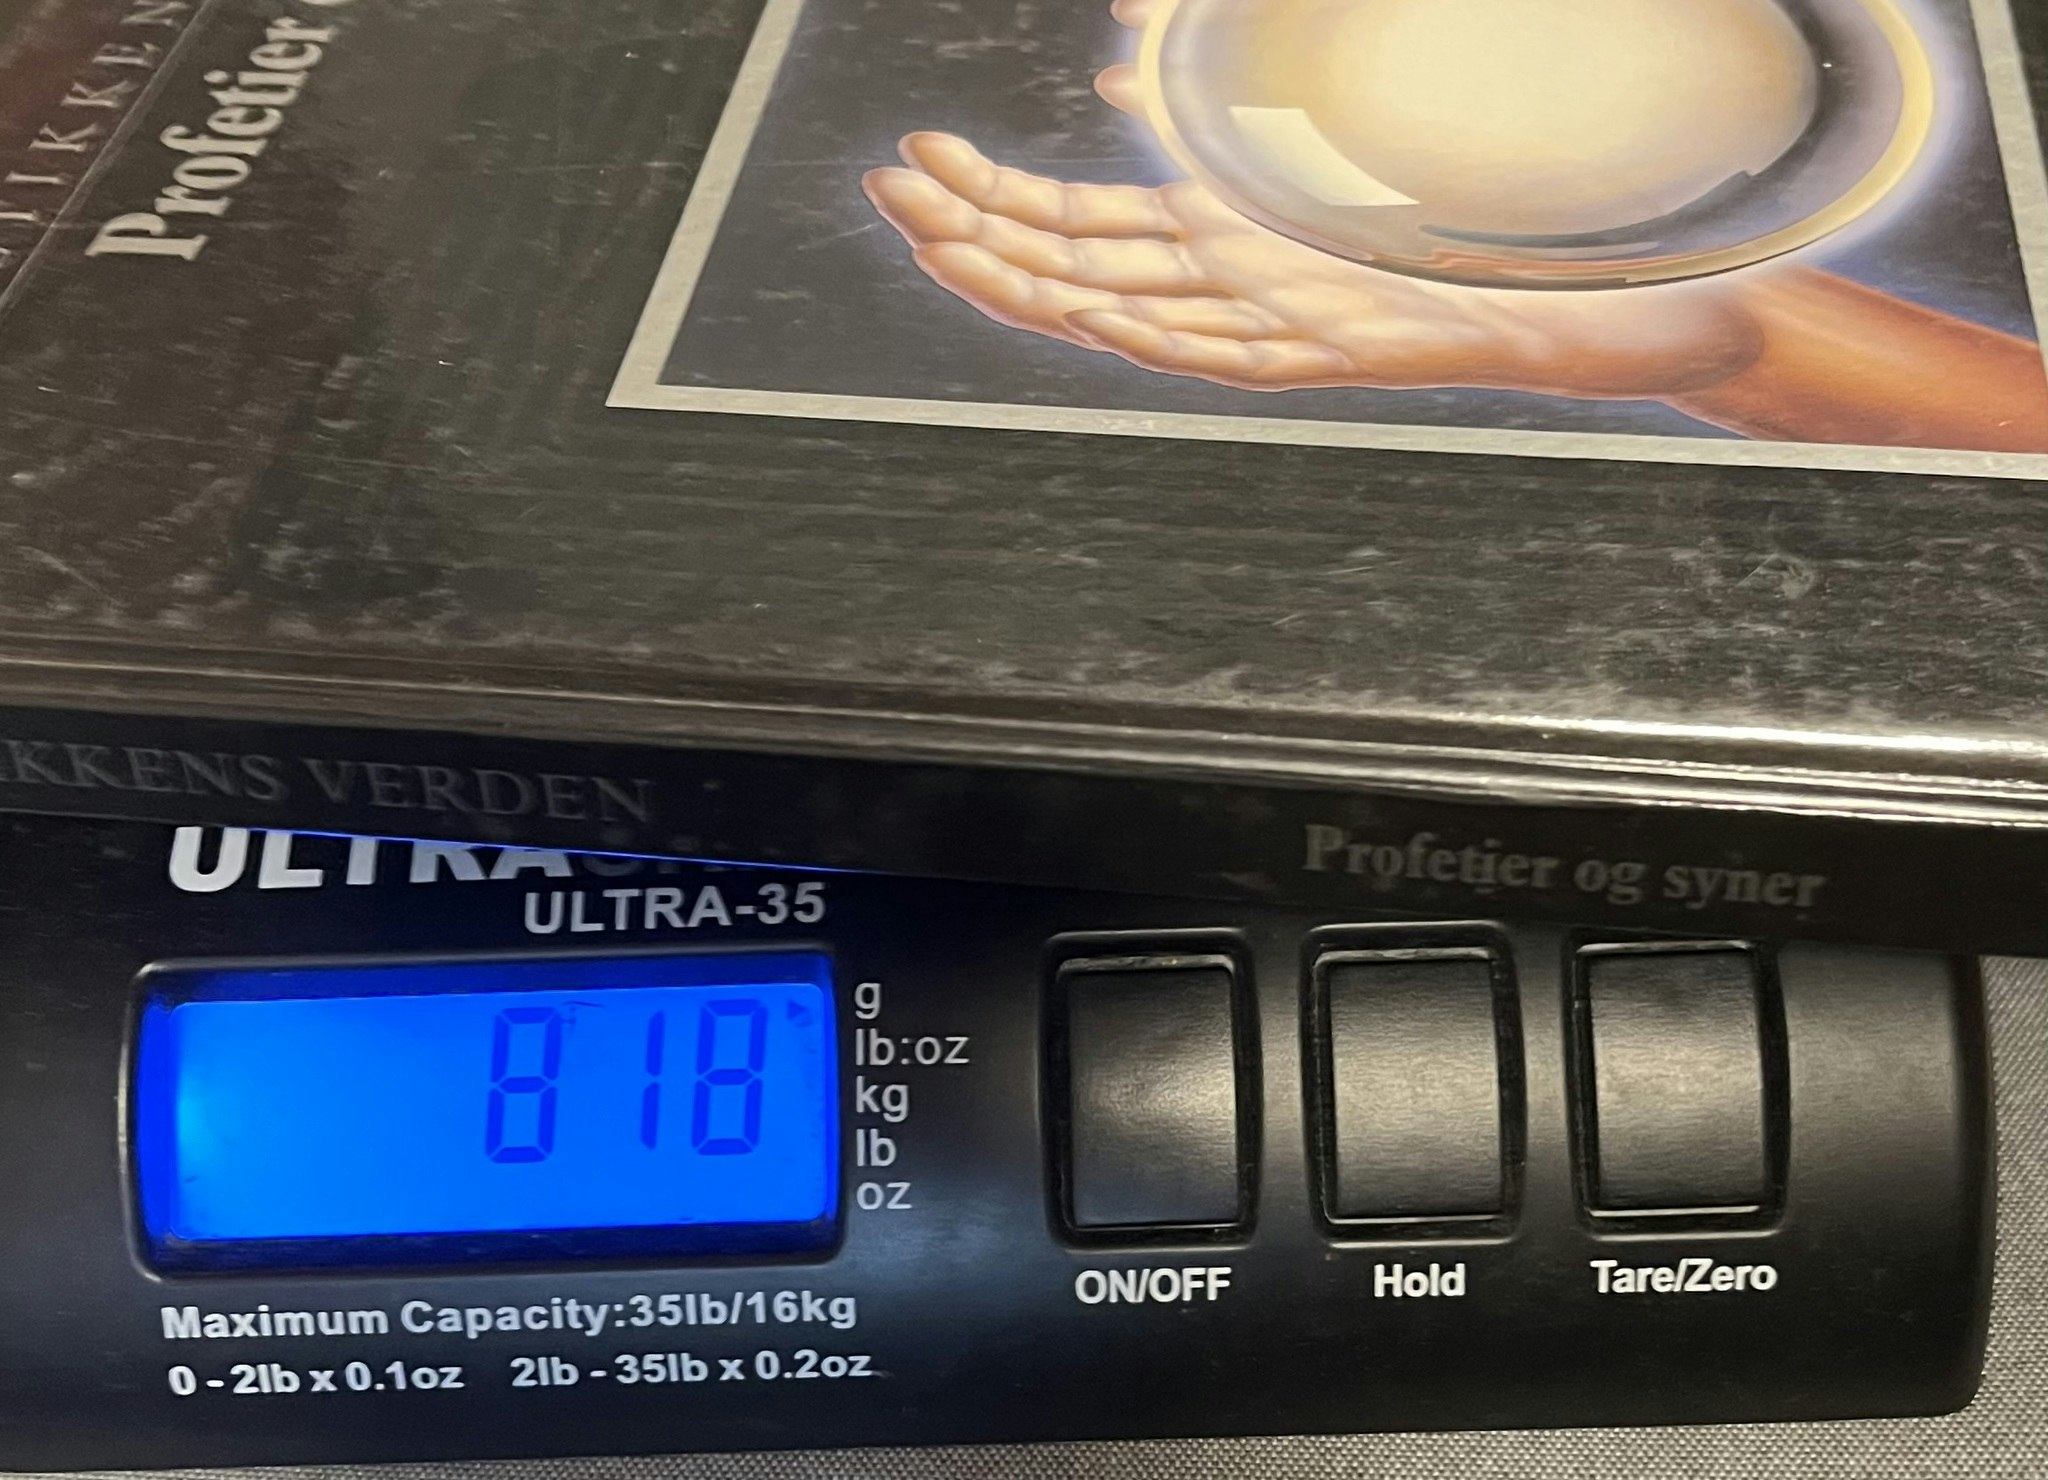 Profetier
KKENS VERDEN
Profetier og syner
ULTRA
ULTRA-35
818
g
lb:oz
kg
lb
oz
ON/OFF
Hold
Tare/Zero
Maximum Capacity:35lb/16kg
0 - 2lb x 0.1oz 2lb - 35lb x 0.2oz